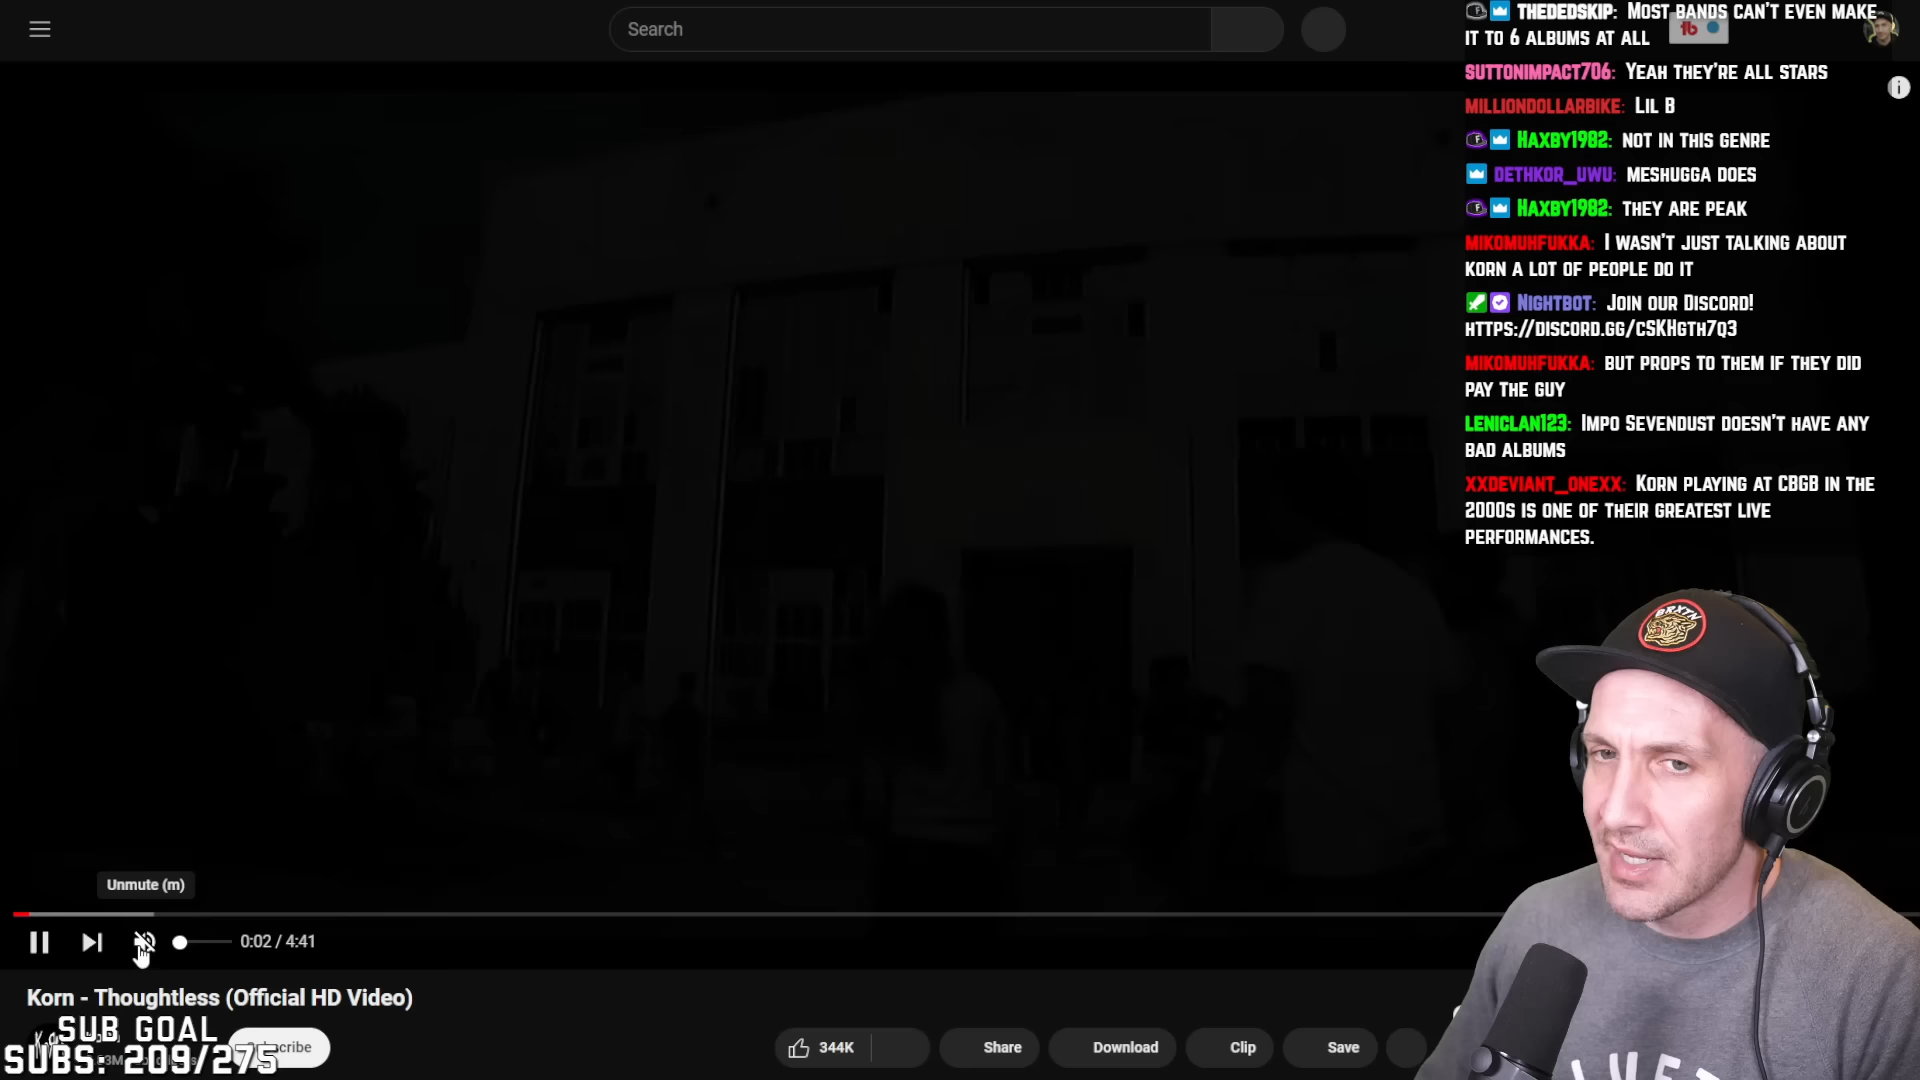 Search
THEDEDSKIP: MOST BANDS CAN'T EVEN MAKE
IT TO 6 ALBUMS AT ALL
SUTTONIMPACT706: YEAH THEY'RE ALL STARS
MILLIONDOLLARBIKE: LIL B
HAXBY1982: NOT IN THIS GENRE
DETHKOR_UWU: MESHUGGA DOES
HAXBY1982: THEY ARE PEAK
MIKOMUHFUKKA: I WASN'T JUST TALKING ABOUT
KORN A LOT OF PEOPLE DO IT
NIGHTBOT: JOIN OUR DISCORD!
HTTPS://DISCORD.GG/CSKHGTH7Q3
MIKOMUHFUKKA: BUT PROPS TO THEM IF THEY DID
PAY THE GUY
LENICLAN123: IMPO SEVENDUST DOESN'T HAVE ANY
BAD ALBUMS
XXDEVIANT_ONEXX: KORN PLAYING AT CBGB IN THE
2000S IS ONE OF THEIR GREATEST LIVE
PERFORMANCES.
BRXTN
Unmute (m)
0:02 / 4:41
Korn - Thoughtless (Official HD Video)
SUB GOAL
SUBS: 209/275
344K
Share
Download
Clip
Save